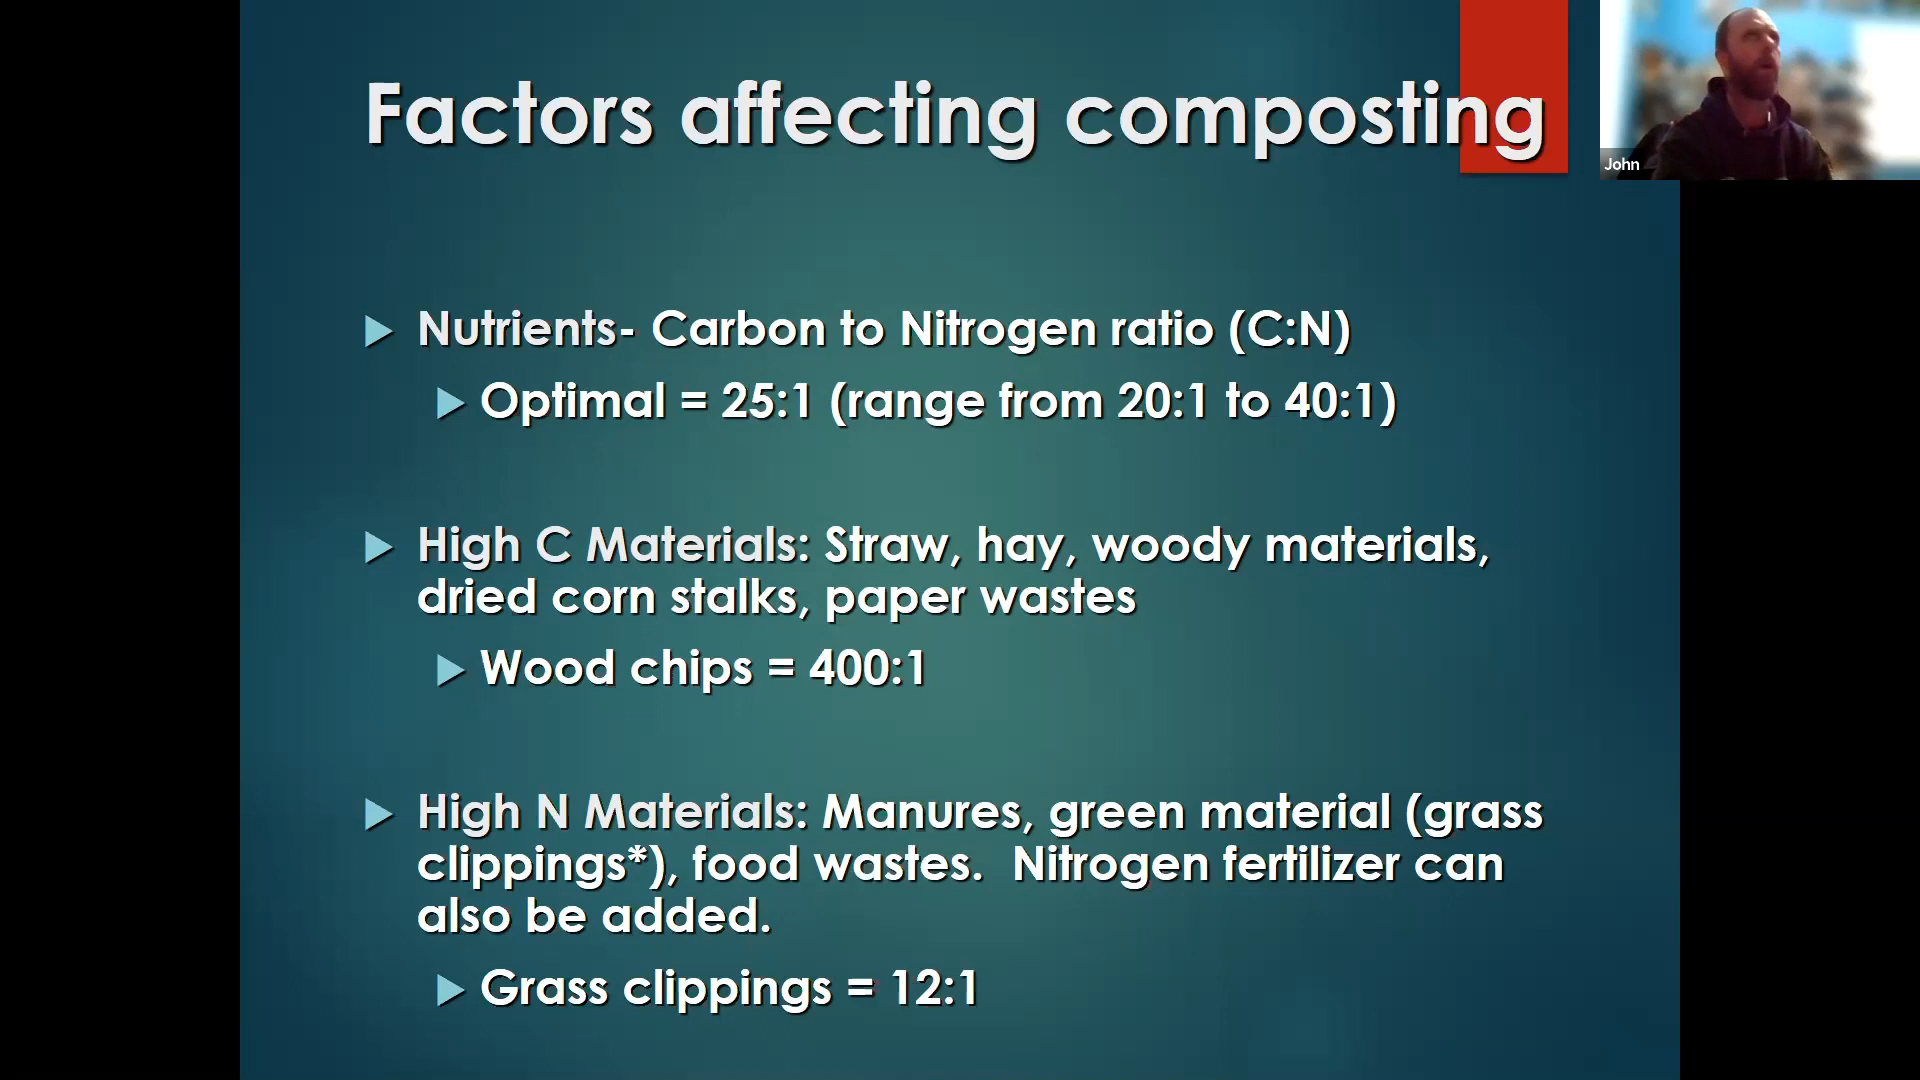 Factors affecting composting
John
Nutrients- Carbon to Nitrogen ratio (C:N)
Optimal = 25:1 (range from 20:1 to 40:1)
High C Materials: Straw, hay, woody materials,
dried corn stalks, paper wastes
Wood chips = 400:1
High N Materials: Manures, green material (grass
clippings*), food wastes.  Nitrogen fertilizer can
also be added.
Grass clippings = 12:1